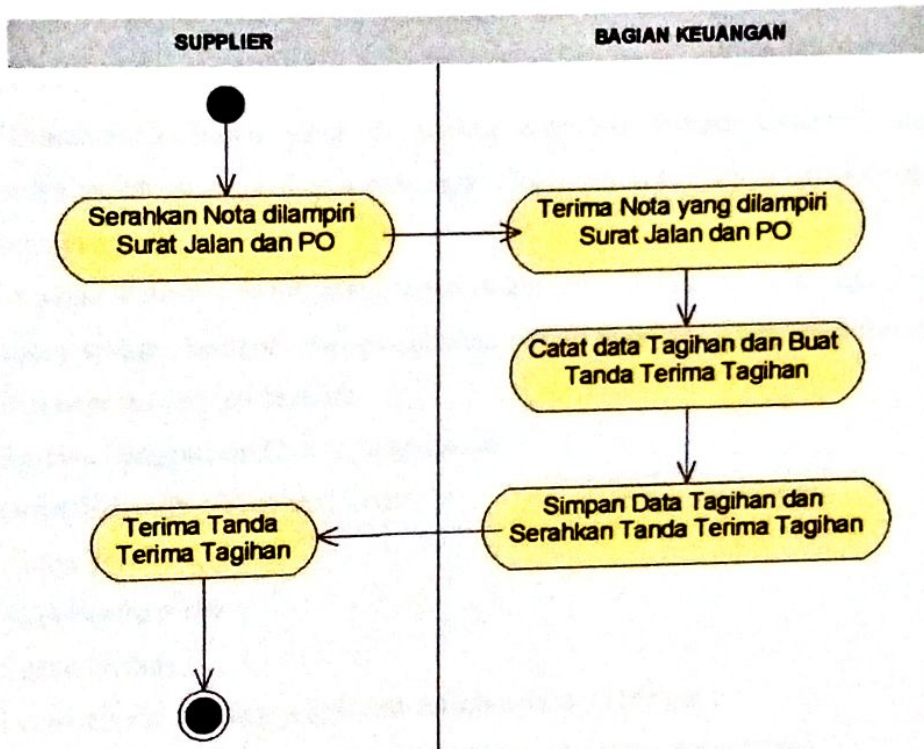 SUPPLIER
BAGIAN KEUANGAN
Serahkan Nota dilampiri
Surat Jalan dan PO
Terima Nota yang dilampiri
Surat Jalan dan PO
Catat data Tagihan dan Buat
Tanda Terima Tagihan
Simpan Data Tagihan dan
Serahkan Tanda Terima Tagihan
Terima Tanda
Terima Tagihan